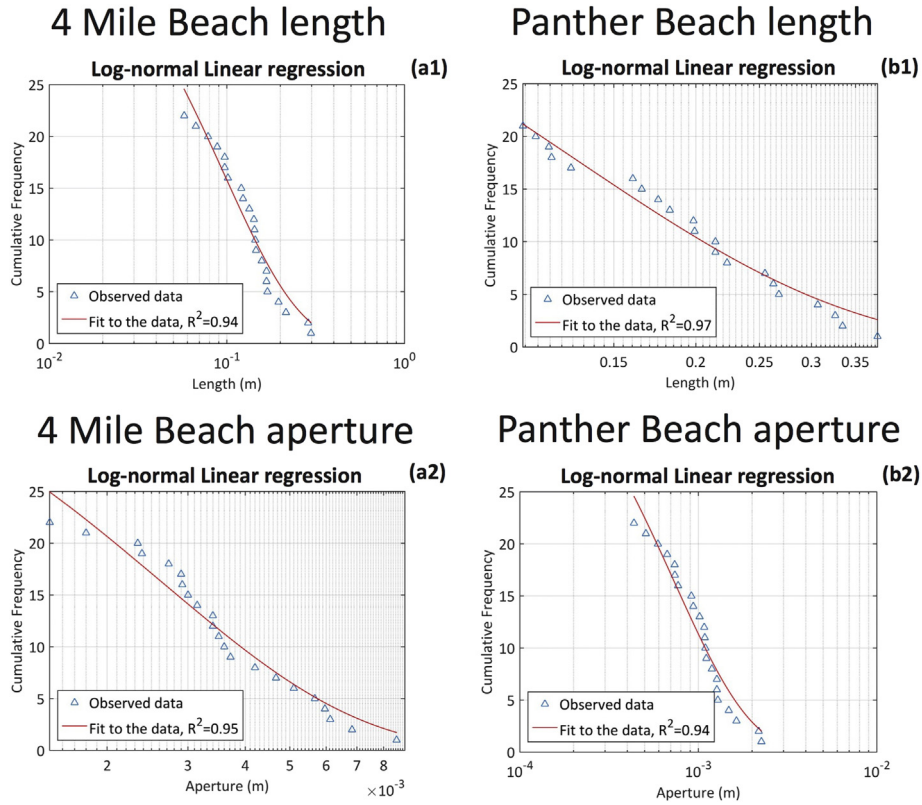 4 Mile Beach length
Log-normal Linear regression (a1)
Cumulative Frequency
25
20
15
10
5
0
Observed data
Fit to the data, R²=0.94
10⁻² 10⁻¹ 10⁰
Length (m)
Panther Beach length
Log-normal Linear regression (b1)
Cumulative Frequency
25
20
15
10
5
0
Observed data
Fit to the data, R²=0.97
0.15 0.2 0.25 0.3 0.35
Length (m)
4 Mile Beach aperture
Log-normal Linear regression (a2)
Cumulative Frequency
25
20
15
10
5
0
Observed data
Fit to the data, R²=0.95
2 3 4 5 6 7 8
Aperture (m) ×10⁻³
Panther Beach aperture
Log-normal Linear regression (b2)
Cumulative Frequency
25
20
15
10
5
0
Observed data
Fit to the data, R²=0.94
10⁻⁴ 10⁻³ 10⁻²
Aperture (m)